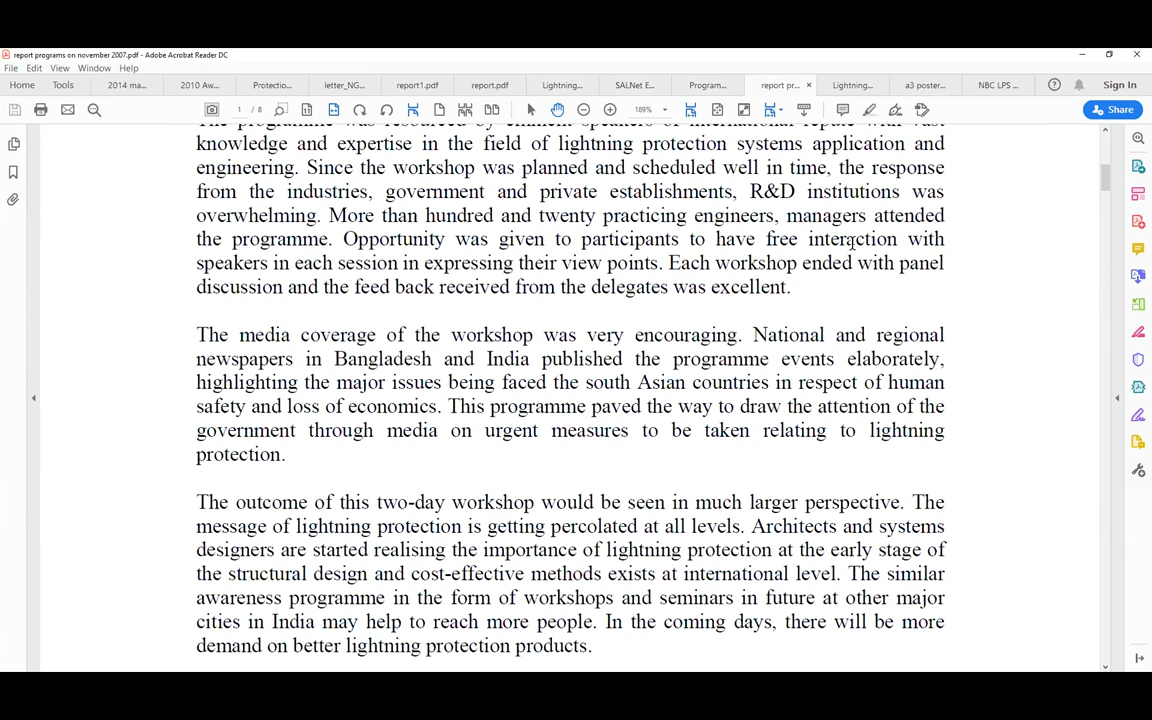 report programs on november 2007.pdf - Adobe Acrobat Reader DC
File Edit View Window Help
Home Tools 2014 ma... 2010 Aw... Protectio... letter_NG... report1.pdf report.pdf Lightning... SALNet E... Program... report pr... × Lightning... a3 poster... NBC LPS ... Sign In
1 / 8 189% Share
The programme was resourced by eminent speakers of international repute with vast
knowledge and expertise in the field of lightning protection systems application and
engineering. Since the workshop was planned and scheduled well in time, the response
from the industries, government and private establishments, R&D institutions was
overwhelming. More than hundred and twenty practicing engineers, managers attended
the programme. Opportunity was given to participants to have free interaction with
speakers in each session in expressing their view points. Each workshop ended with panel
discussion and the feed back received from the delegates was excellent.
The media coverage of the workshop was very encouraging. National and regional
newspapers in Bangladesh and India published the programme events elaborately,
highlighting the major issues being faced the south Asian countries in respect of human
safety and loss of economics. This programme paved the way to draw the attention of the
government through media on urgent measures to be taken relating to lightning
protection.
The outcome of this two-day workshop would be seen in much larger perspective. The
message of lightning protection is getting percolated at all levels. Architects and systems
designers are started realising the importance of lightning protection at the early stage of
the structural design and cost-effective methods exists at international level. The similar
awareness programme in the form of workshops and seminars in future at other major
cities in India may help to reach more people. In the coming days, there will be more
demand on better lightning protection products.